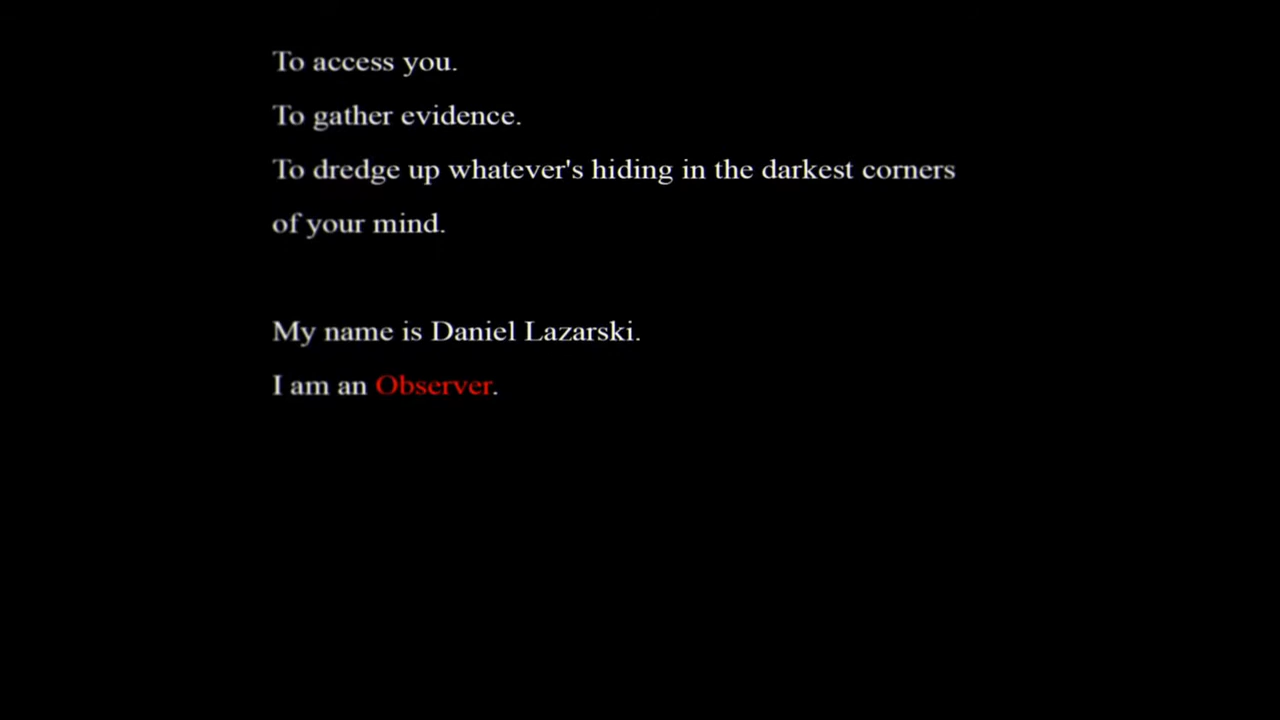 To access you.
To gather evidence.
To dredge up whatever's hiding in the darkest corners
of your mind.
My name is Daniel Lazarski.
I am an Observer.